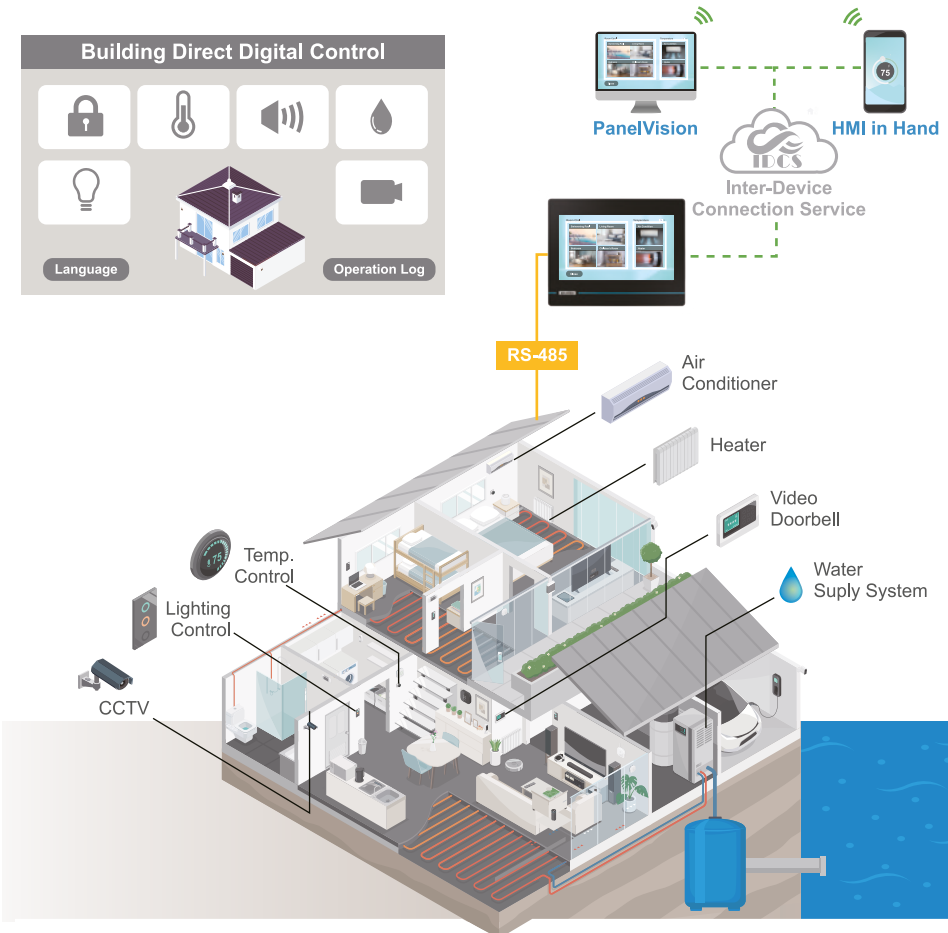 Building Direct Digital Control
Language
Operation Log
PanelVision
HMI in Hand
75
IDCS
Inter-Device
Connection Service
RS-485
Air
Conditioner
Heater
Video
Doorbell
Water
Suply System
Temp.
Control
75
Lighting
Control
CCTV